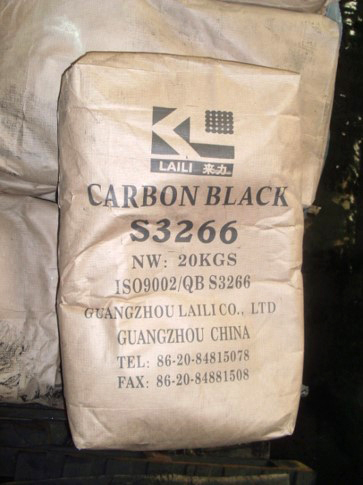 LAILI 来力
CARBON BLACK
S3266
NW: 20KGS
ISO9002/QB S3266
GUANGZHOU LAILI CO., LTD
GUANGZHOU CHINA
TEL: 86-20-84815078
FAX: 86-20-84881508